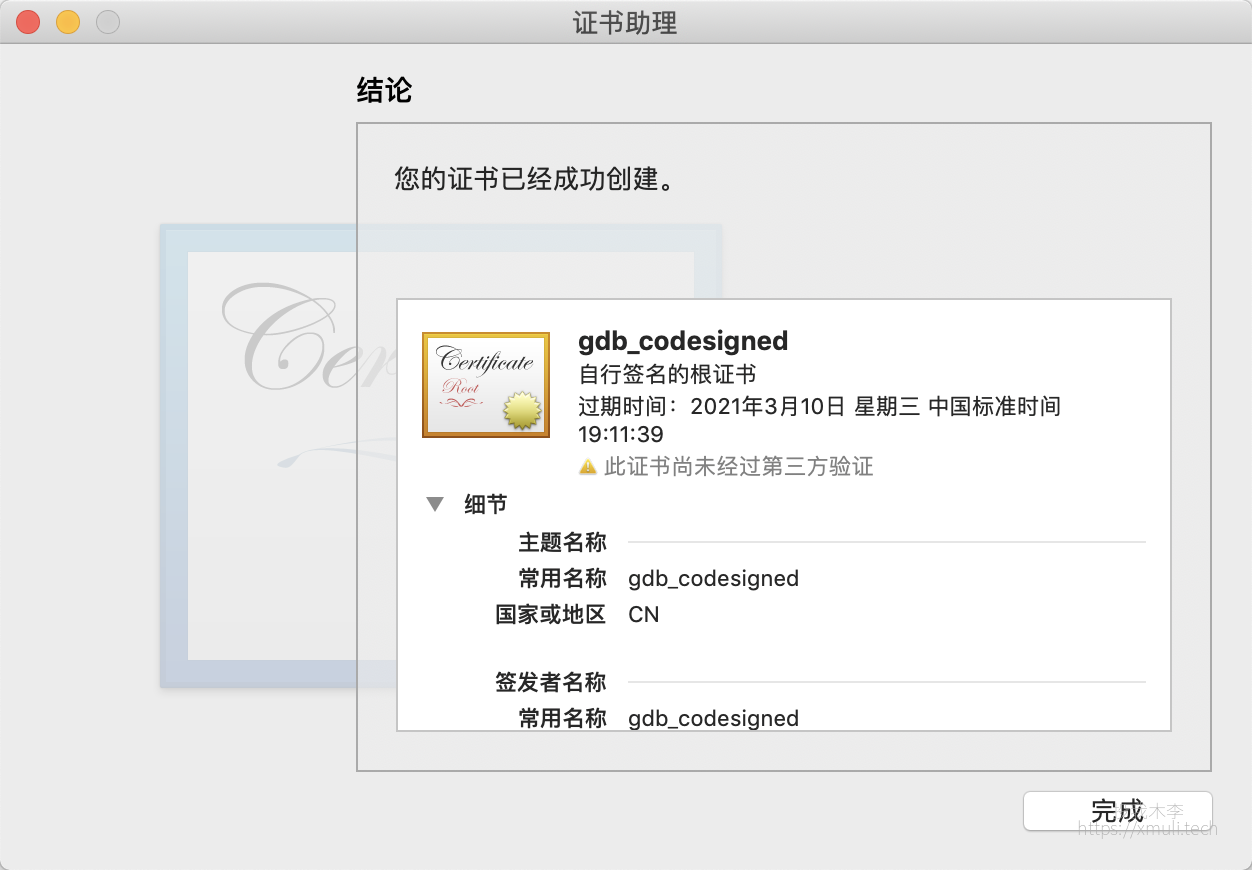 证书助理
结论
您的证书已经成功创建。
Certificate
Root
gdb_codesigned
自行签名的根证书
过期时间：2021年3月10日 星期三 中国标准时间
19:11:39
此证书尚未经过第三方验证
细节
主题名称
常用名称 gdb_codesigned
国家或地区 CN
签发者名称
常用名称 gdb_codesigned
完成
https://xmuli.tech